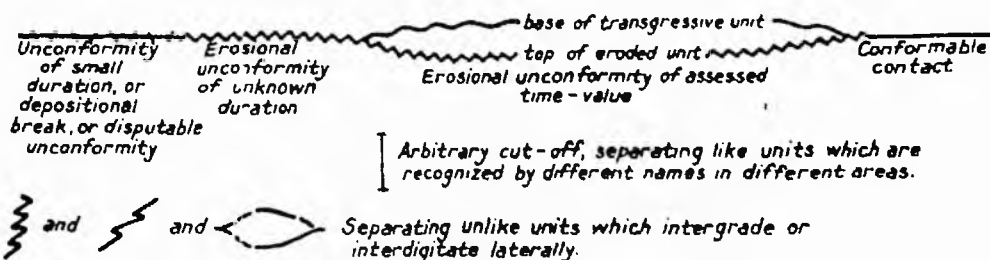 base of transgressive unit
top of eroded unit
Unconformity
of small
duration, or
depositional
break, or disputable
unconformity
Erosional
unconformity
of unknown
duration
Erosional unconformity of assessed
time-value
Conformable
contact
Arbitrary cut-off, separating like units which are
recognized by different names in different areas.
and and Separating unlike units which intergrade or
interdigitate laterally.